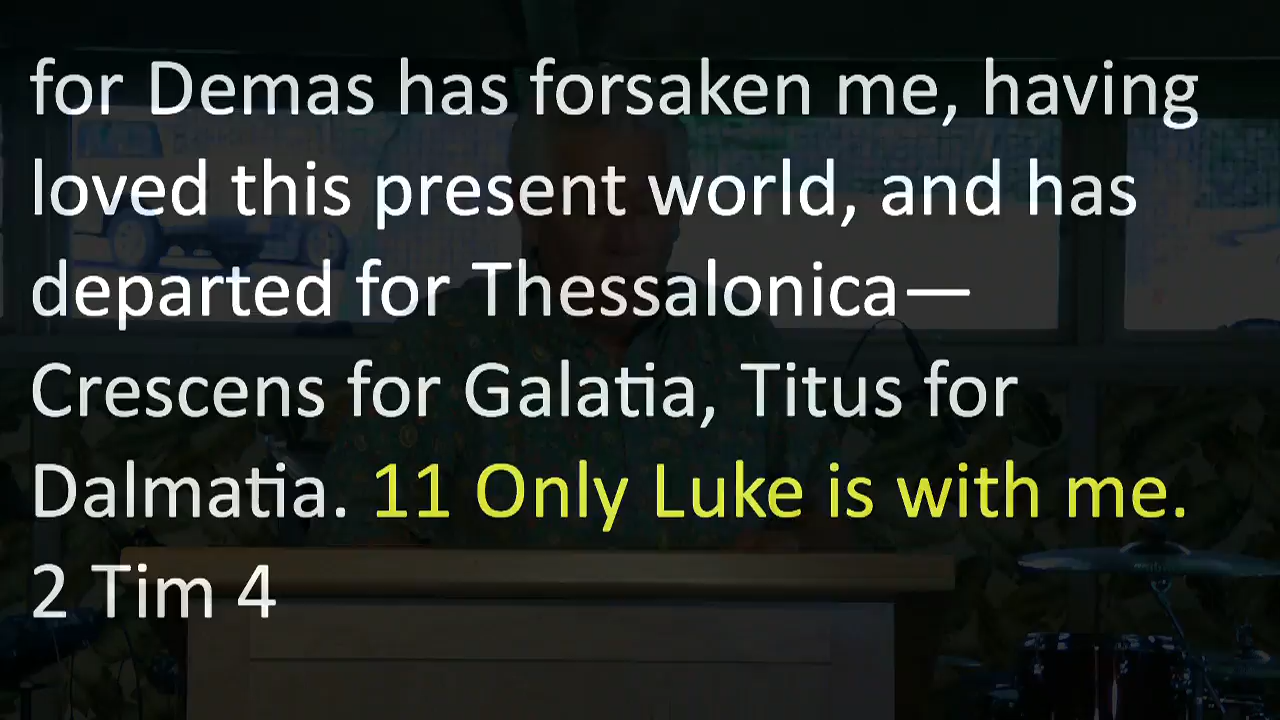 for Demas has forsaken me, having
loved this present world, and has
departed for Thessalonica—
Crescens for Galatia, Titus for
Dalmatia. 11 Only Luke is with me.
2 Tim 4